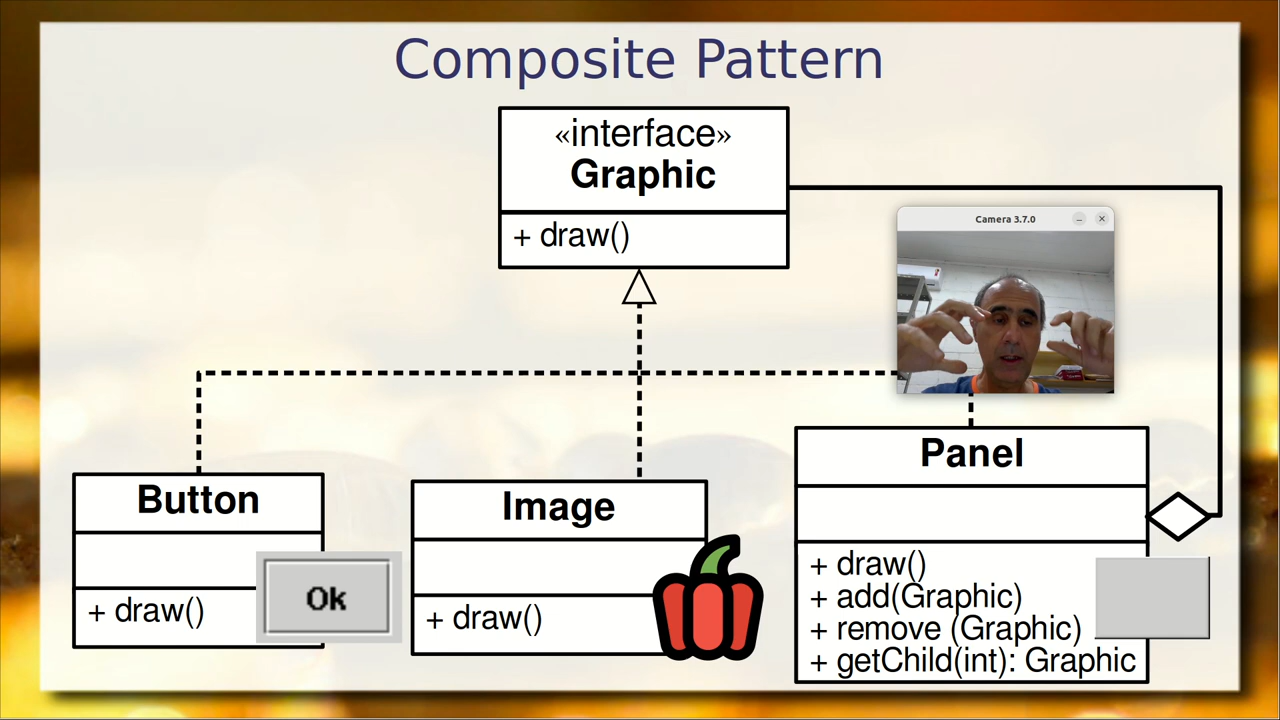 Composite Pattern
«interface»
Graphic
+ draw()
Camera 3.7.0
Button
+ draw()
Ok
Image
+ draw()
Panel
+ draw()
+ add(Graphic)
+ remove (Graphic)
+ getChild(int): Graphic